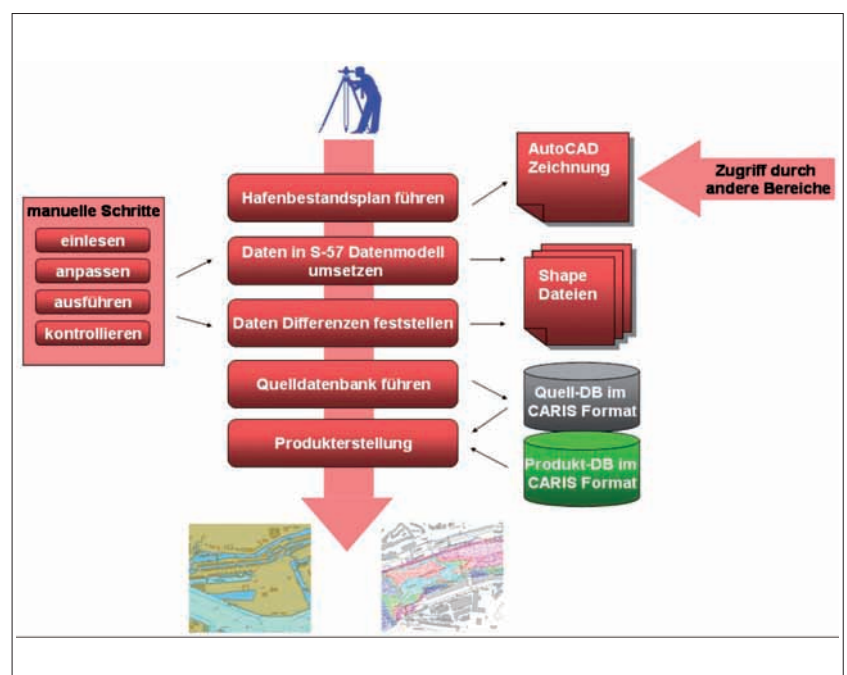 AutoCAD
Zeichnung
Zugriff durch
andere Bereiche
Hafenbestandsplan führen
manuelle Schritte
einlesen
anpassen
ausführen
kontrollieren
Daten in S-57 Datenmodell
umsetzen
Shape
Dateien
Daten Differenzen feststellen
Quelldatenbank führen
Quell-DB im
CARIS Format
Produkterstellung
Produkt-DB im
CARIS Format